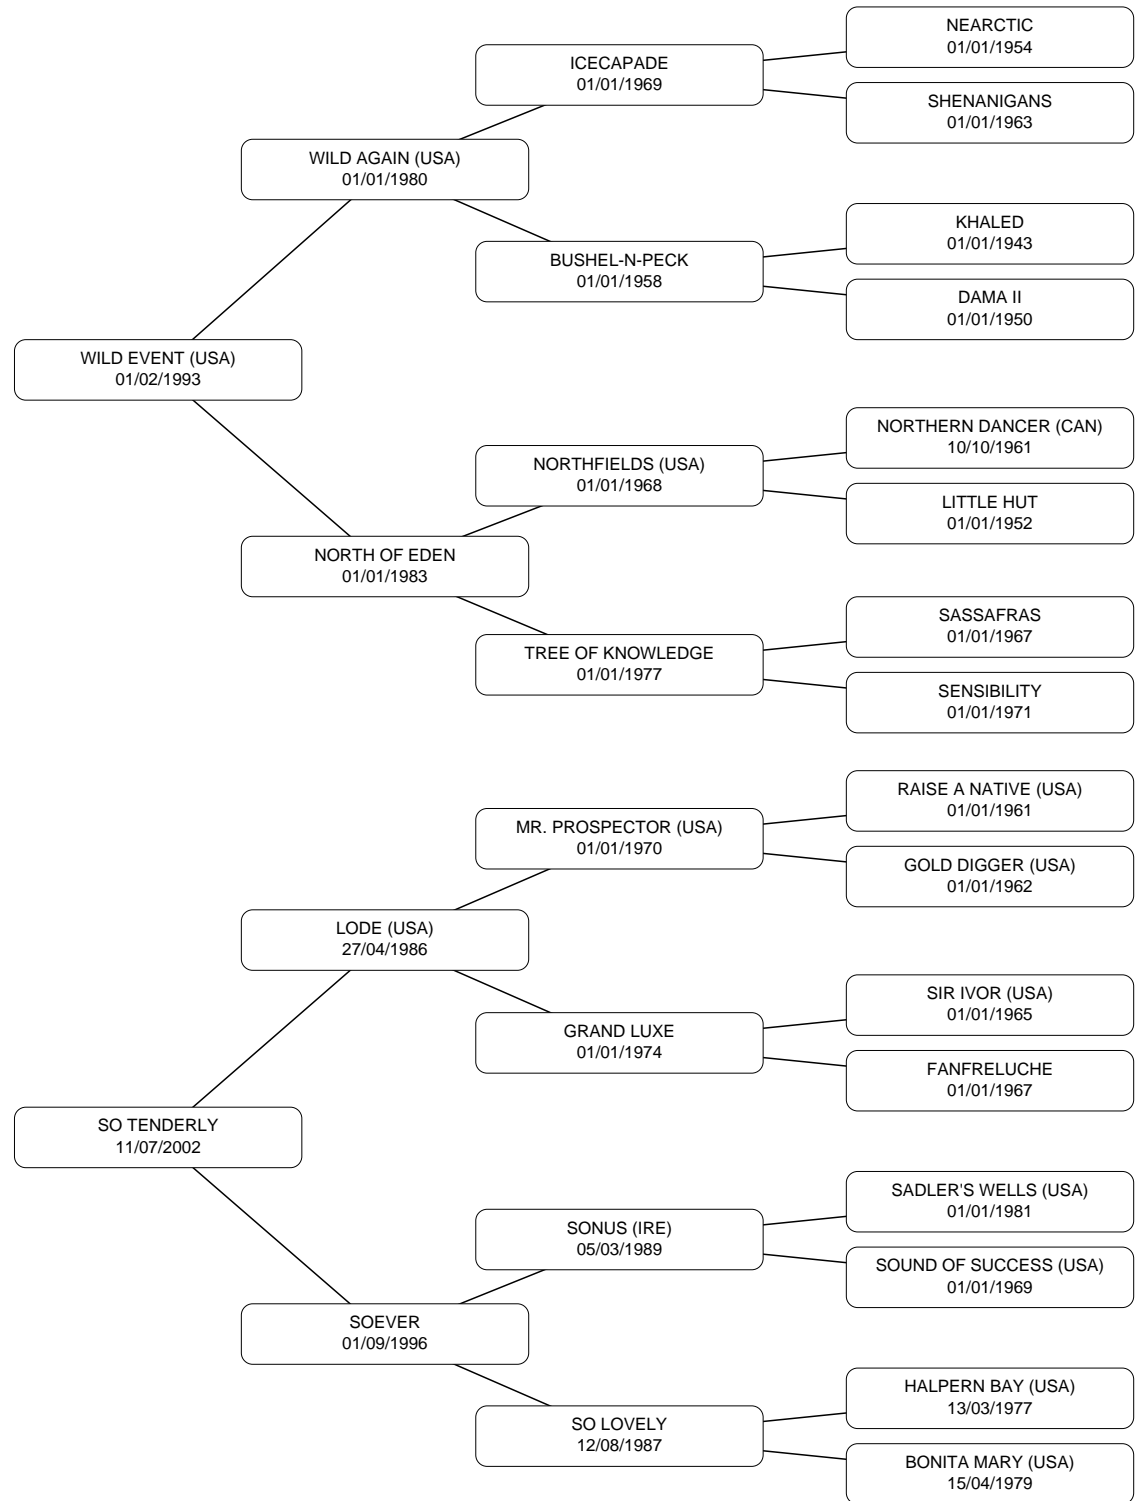 NEARCTIC
01/01/1954
ICECAPADE
01/01/1969
SHENANIGANS
01/01/1963
WILD AGAIN (USA)
01/01/1980
KHALED
01/01/1943
BUSHEL-N-PECK
01/01/1958
DAMA II
01/01/1950
WILD EVENT (USA)
01/02/1993
NORTHERN DANCER (CAN)
10/10/1961
NORTHFIELDS (USA)
01/01/1968
LITTLE HUT
01/01/1952
NORTH OF EDEN
01/01/1983
SASSAFRAS
01/01/1967
TREE OF KNOWLEDGE
01/01/1977
SENSIBILITY
01/01/1971
RAISE A NATIVE (USA)
01/01/1961
MR. PROSPECTOR (USA)
01/01/1970
GOLD DIGGER (USA)
01/01/1962
LODE (USA)
27/04/1986
SIR IVOR (USA)
01/01/1965
GRAND LUXE
01/01/1974
FANFRELUCHE
01/01/1967
SO TENDERLY
11/07/2002
SADLER'S WELLS (USA)
01/01/1981
SONUS (IRE)
05/03/1989
SOUND OF SUCCESS (USA)
01/01/1969
SOEVER
01/09/1996
HALPERN BAY (USA)
13/03/1977
SO LOVELY
12/08/1987
BONITA MARY (USA)
15/04/1979